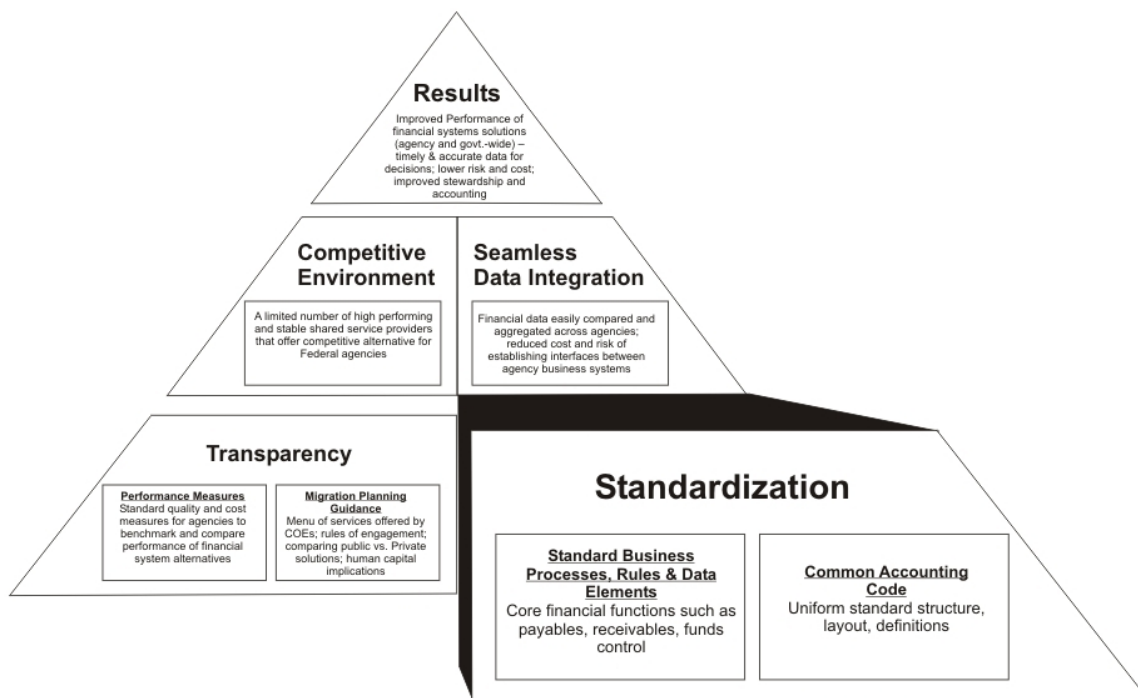 Results
Improved Performance of
financial systems solutions
(agency and govt.-wide) –
timely & accurate data for
decisions; lower risk and cost;
improved stewardship and
accounting
Competitive
Environment
A limited number of high performing
and stable shared service providers
that offer competitive alternative for
Federal agencies
Seamless
Data Integration
Financial data easily compared and
aggregated across agencies;
reduced cost and risk of
establishing interfaces between
agency business systems
Transparency
Performance Measures
Standard quality and cost
measures for agencies to
benchmark and compare
performance of financial
system alternatives
Migration Planning
Guidance
Menu of services offered by
COEs; rules of engagement;
comparing public vs. Private
solutions; human capital
implications
Standardization
Standard Business
Processes, Rules & Data
Elements
Core financial functions such as
payables, receivables, funds
control
Common Accounting
Code
Uniform standard structure,
layout, definitions